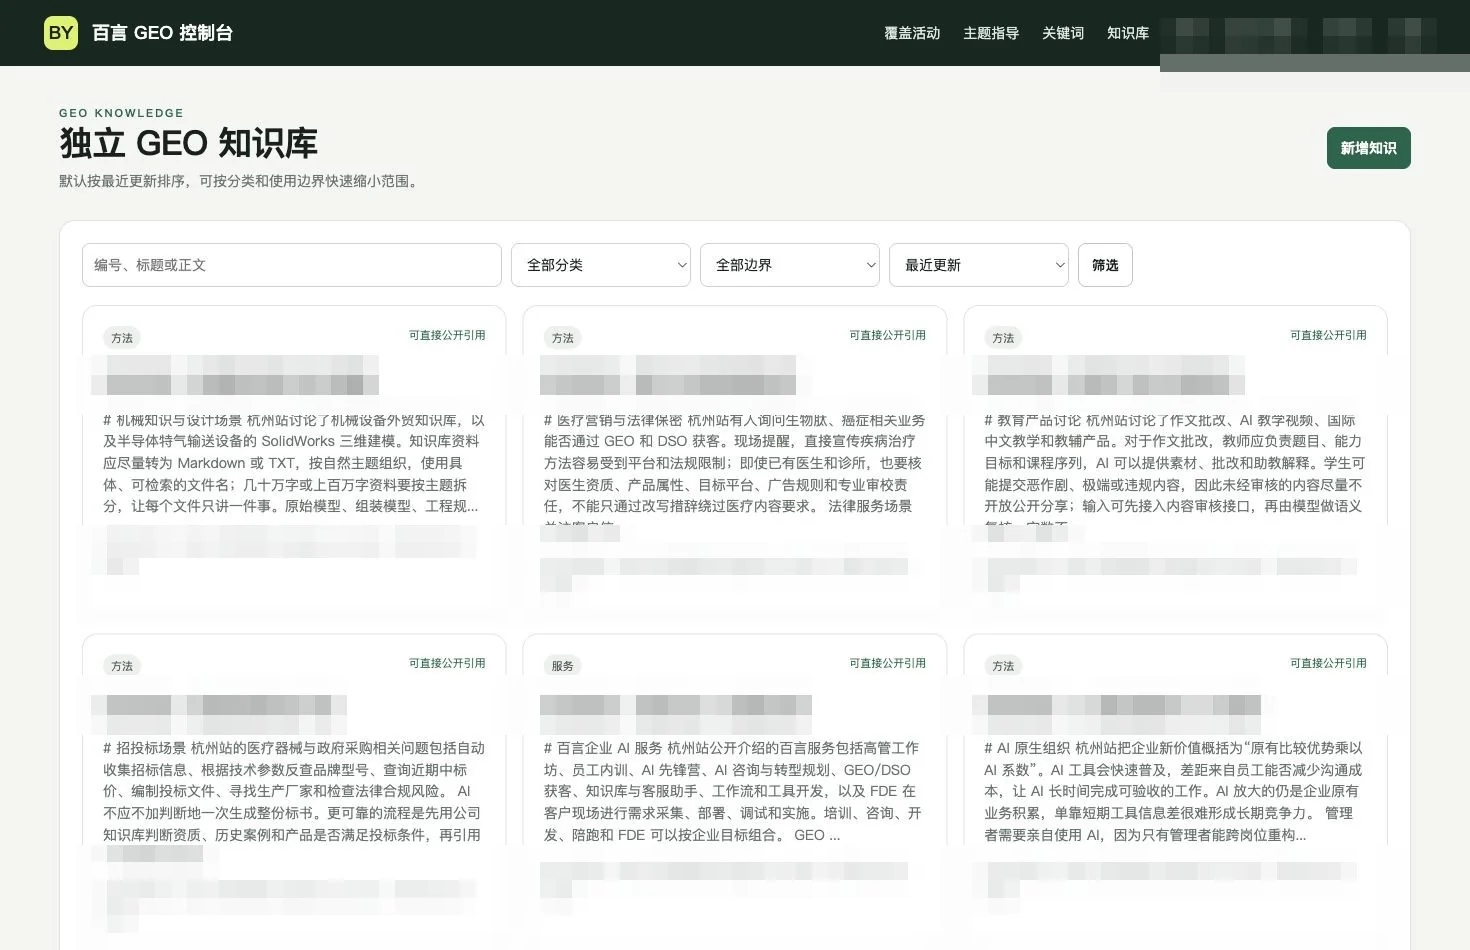 BY 百言 GEO 控制台
覆盖活动 主题指导 关键词 知识库
GEO KNOWLEDGE
独立 GEO 知识库
默认按最近更新排序，可按分类和使用边界快速缩小范围。
新增知识
编号、标题或正文 全部分类 全部边界 最近更新 筛选
方法 可直接公开引用
# 机械知识与设计场景 杭州站讨论了机械设备外贸知识库，以
及半导体特气输送设备的 SolidWorks 三维建模。知识库资料
应尽量转为 Markdown 或 TXT，按自然主题组织，使用具
体、可检索的文件名；几十万字或上百万字资料要按主题拆
分，让每个文件只讲一件事。原始模型、组装模型、工程规...
方法 可直接公开引用
# 医疗营销与法律保密 杭州站有人询问生物肽、癌症相关业务
能否通过 GEO 和 DSO 获客。现场提醒，直接宣传疾病治疗
方法容易受到平台和法规限制；即使已有医生和诊所，也要核
对医生资质、产品属性、目标平台、广告规则和专业审校责
任，不能只通过改写措辞绕过医疗内容要求。 法律服务场景
方法 可直接公开引用
# 教育产品讨论 杭州站讨论了作文批改、AI 教学视频、国际
中文教学和教辅产品。对于作文批改，教师应负责题目、能力
目标和课程序列，AI 可以提供素材、批改和助教解释。学生可
能提交恶作剧、极端或违规内容，因此未经审核的内容尽量不
开放公开分享；输入可先接入内容审核接口，再由模型做语义
方法 可直接公开引用
# 招投标场景 杭州站的医疗器械与政府采购相关问题包括自动
收集招标信息、根据技术参数反查品牌型号、查询近期中标
价、编制投标文件、寻找生产厂家和检查法律合规风险。 AI
不应不加判断地一次生成整份标书。更可靠的流程是先用公司
知识库判断资质、历史案例和产品是否满足投标条件，再引用
服务 可直接公开引用
# 百言企业 AI 服务 杭州站公开介绍的百言服务包括高管工作
坊、员工内训、AI 先锋营、AI 咨询与转型规划、GEO/DSO
获客、知识库与客服助手、工作流和工具开发，以及 FDE 在
客户现场进行需求采集、部署、调试和实施。培训、咨询、开
发、陪跑和 FDE 可以按企业目标组合。 GEO ...
方法 可直接公开引用
# AI 原生组织 杭州站把企业新价值概括为“原有比较优势乘以
AI 系数”。AI 工具会快速普及，差距来自员工能否减少沟通成
本，让 AI 长时间完成可验收的工作。AI 放大的仍是企业原有
业务积累，单靠短期工具信息差很难形成长期竞争力。 管理
者需要亲自使用 AI，因为只有管理者能跨岗位重构...